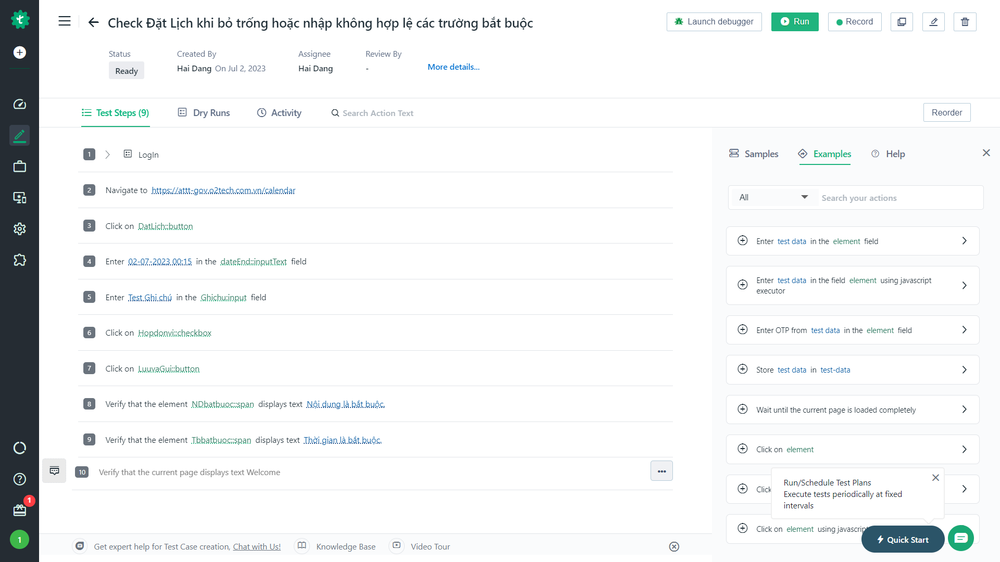 Check Đặt Lịch khi bỏ trống hoặc nhập không hợp lệ các trường bắt buộc
Launch debugger
Run
Record
Status
Ready
Created By
Hai Dang On Jul 2, 2023
Assignee
Hai Dang
Review By
-
More details...
Test Steps (9)
Dry Runs
Activity
Search Action Text
Reorder
1 LogIn
2 Navigate to https://attt-gov.o2tech.com.vn/calendar
3 Click on DatLich::button
4 Enter 02-07-2023 00:15 in the dateEnd::inputText field
5 Enter Test Ghi chú in the Ghichu:input field
6 Click on Hopdonvi::checkbox
7 Click on LuuvaGui::button
8 Verify that the element NDbatbuoc::span displays text Nội dung là bắt buộc.
9 Verify that the element Tbbatbuoc::span displays text Thời gian là bắt buộc.
10 Verify that the current page displays text Welcome
Samples
Examples
Help
All
Search your actions
Enter test data in the element field
Enter test data in the field element using javascript
executor
Enter OTP from test data in the element field
Store test data in test-data
Wait until the current page is loaded completely
Click on element
Click
Run/Schedule Test Plans
Execute tests periodically at fixed
intervals
Click on element using javascript
Quick Start
1
1
Get expert help for Test Case creation, Chat with Us!
Knowledge Base
Video Tour